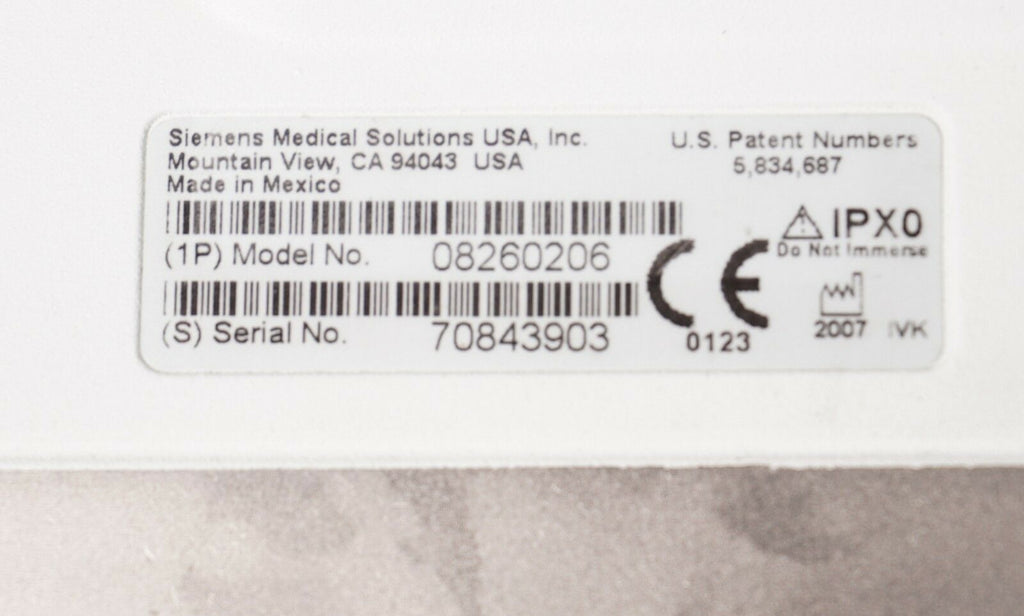 Siemens Medical Solutions USA, Inc.
Mountain View, CA 94043 USA
Made in Mexico
U.S. Patent Numbers
5,834,687
(1P) Model No. 08260206
(S) Serial No. 70843903
CE
0123
IPX0
Do Not Immerse
2007 IVK